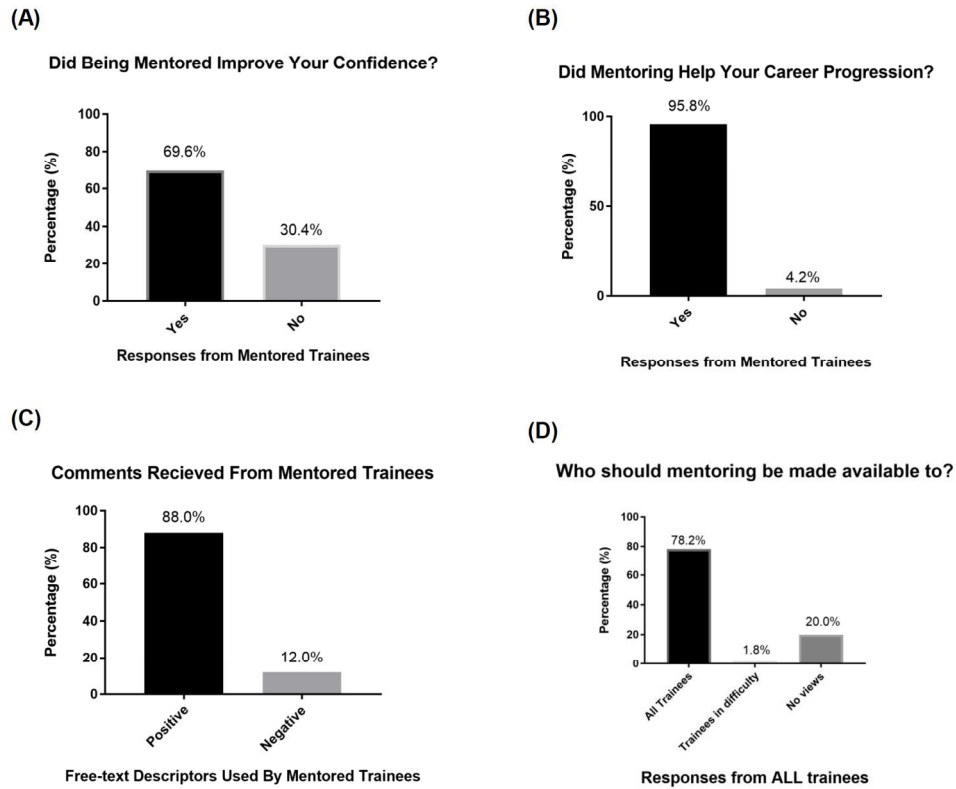 (A)
Did Being Mentored Improve Your Confidence?
Percentage (%)
100
80
60
40
20
0
69.6%
30.4%
Yes
No
Responses from Mentored Trainees
(B)
Did Mentoring Help Your Career Progression?
Percentage (%)
100
50
0
95.8%
4.2%
Yes
No
Responses from Mentored Trainees
(C)
Comments Recieved From Mentored Trainees
Percentage (%)
100
80
60
40
20
0
88.0%
12.0%
Positive
Negative
Free-text Descriptors Used By Mentored Trainees
(D)
Who should mentoring be made available to?
Percentage (%)
100
80
60
40
20
0
78.2%
1.8%
20.0%
All Trainees
Trainees in difficulty
No views
Responses from ALL trainees